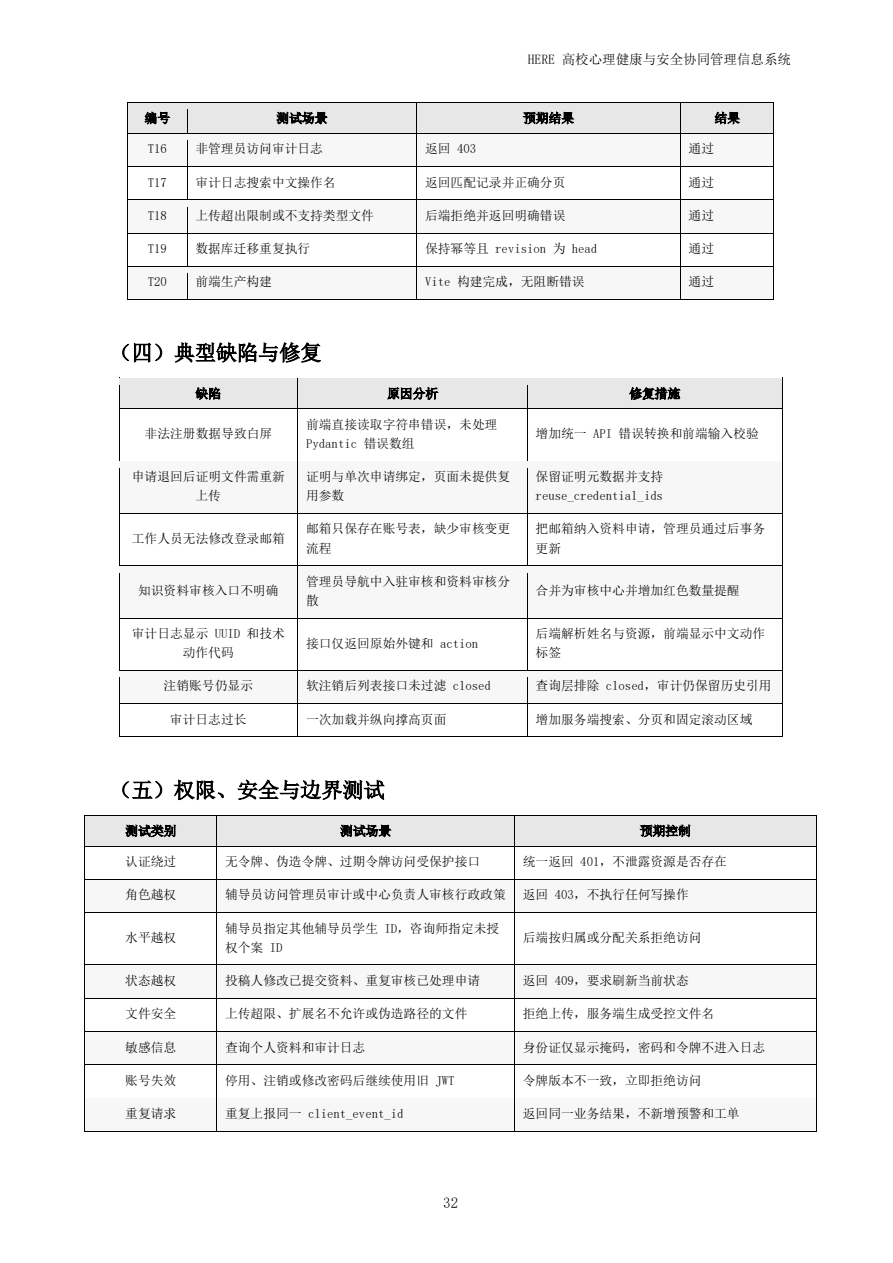 HERE 高校心理健康与安全协同管理信息系统
编号 测试场景 预期结果 结果
T16 非管理员访问审计日志 返回 403 通过
T17 审计日志搜索中文操作名 返回匹配记录并正确分页 通过
T18 上传超出限制或不支持类型文件 后端拒绝并返回明确错误 通过
T19 数据库迁移重复执行 保持幂等且 revision 为 head 通过
T20 前端生产构建 Vite 构建完成，无阻断错误 通过
（四）典型缺陷与修复
缺陷 原因分析 修复措施
非法注册数据导致白屏 前端直接读取字符串错误，未处理 Pydantic 错误数组 增加统一 API 错误转换和前端输入校验
申请退回后证明文件需重新上传 证明与单次申请绑定，页面未提供复用参数 保留证明元数据并支持 reuse_credential_ids
工作人员无法修改登录邮箱 邮箱只保存在账号表，缺少审核变更流程 把邮箱纳入资料申请，管理员通过后事务更新
知识资料审核入口不明确 管理员导航中入驻审核和资料审核分散 合并为审核中心并增加红色数量提醒
审计日志显示 UUID 和技术动作代码 接口仅返回原始外键和 action 后端解析姓名与资源，前端显示中文动作标签
注销账号仍显示 软注销后列表接口未过滤 closed 查询层排除 closed，审计仍保留历史引用
审计日志过长 一次加载并纵向撑高页面 增加服务端搜索、分页和固定滚动区域
（五）权限、安全与边界测试
测试类别 测试场景 预期控制
认证绕过 无令牌、伪造令牌、过期令牌访问受保护接口 统一返回 401，不泄露资源是否存在
角色越权 辅导员访问管理员审计或中心负责人审核行政政策 返回 403，不执行任何写操作
水平越权 辅导员指定其他辅导员学生 ID，咨询师指定未授权个案 ID 后端按归属或分配关系拒绝访问
状态越权 投稿人修改已提交资料、重复审核已处理申请 返回 409，要求刷新当前状态
文件安全 上传超限、扩展名不允许或伪造路径的文件 拒绝上传，服务端生成受控文件名
敏感信息 查询个人资料和审计日志 身份证仅显示掩码，密码和令牌不进入日志
账号失效 停用、注销或修改密码后继续使用旧 JWT 令牌版本不一致，立即拒绝访问
重复请求 重复上报同一 client_event_id 返回同一业务结果，不新增预警和工单
32